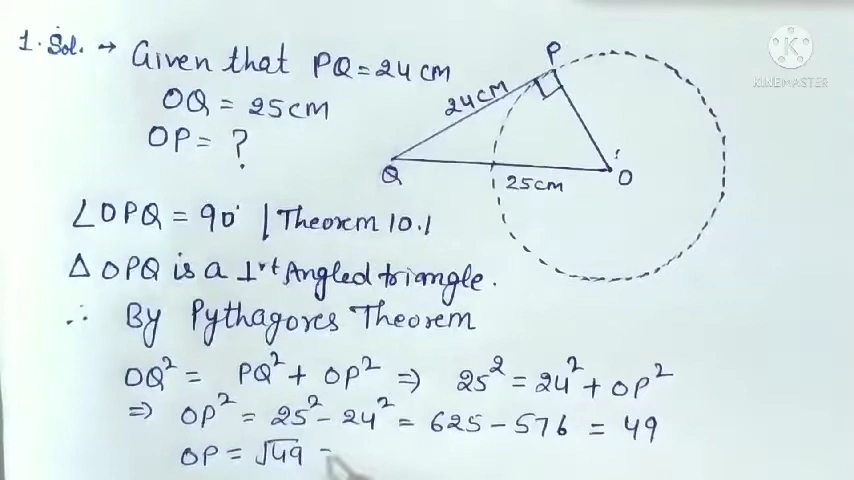 1. Sol. → Given that PQ = 24 CM
OQ = 25CM
OP = ?
P
24CM
Q
25CM
O
∠OPQ = 90° | Theorem 10.1
Δ OPQ is a ⊥rt Angled triangle.
∴ By Pythagores Theorem
OQ² = PQ² + OP² ⇒ 25² = 24² + OP²
⇒ OP² = 25² - 24² = 625 - 576 = 49
OP = √49 =
K
KINEMASTER